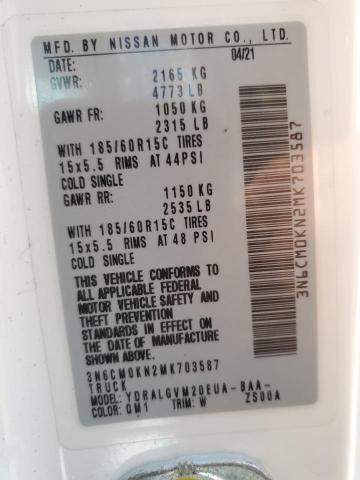 MFD. BY NISSAN MOTOR CO., LTD.
DATE: 04/21
GVWR: 2165 KG
4773 LB
GAWR FR: 1050 KG
2315 LB
WITH 185/60R15C TIRES
15x5.5 RIMS AT 44PSI
COLD SINGLE
GAWR RR: 1150 KG
2535 LB
WITH 185/60R15C TIRES
15x5.5 RIMS AT 48 PSI
COLD SINGLE
THIS VEHICLE CONFORMS TO
ALL APPLICABLE FEDERAL
MOTOR VEHICLE SAFETY AND
THEFT PREVENTION
STANDARDS IN EFFECT ON
THE DATE OF MANUFACTURE
SHOWN ABOVE.
3N6CM0KN2MK703587
TRUCK
MODEL: YDRALGVM20EUA-BAA-
COLOR: QM1 TRIM: W ZS00A
3N6CM0KN2MK703587